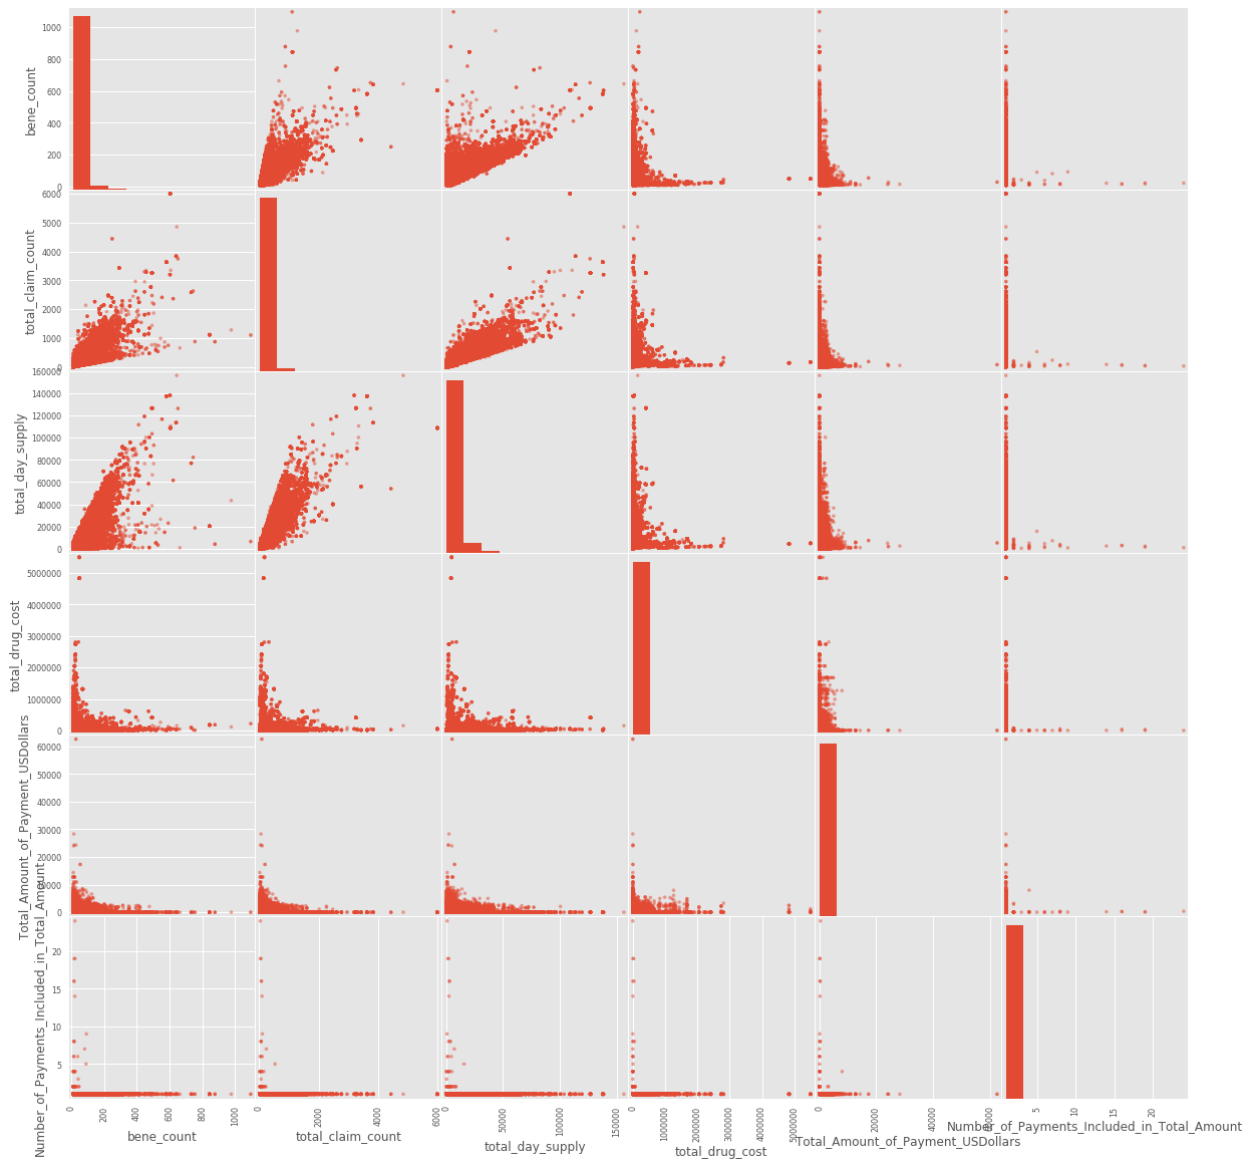 1000
800
600
400
200
0
bene_count
6000
5000
4000
3000
2000
1000
0
total_claim_count
160000
140000
120000
100000
80000
60000
40000
20000
0
total_day_supply
5000000
4000000
3000000
2000000
1000000
0
total_drug_cost
60000
50000
40000
30000
20000
10000
0
Total_Amount_of_Payment_USDollars
20
15
10
5
Number_of_Payments_Included_in_Total_Amount
0 200 400 600 800 1000
bene_count
0 2000 4000 6000
total_claim_count
0 50000 100000 150000
total_day_supply
0 1000000 2000000 3000000 4000000 5000000
total_drug_cost
0 20000 40000
Total_Amount_of_Payment_USDollars
5 10 15 20
Number_of_Payments_Included_in_Total_Amount